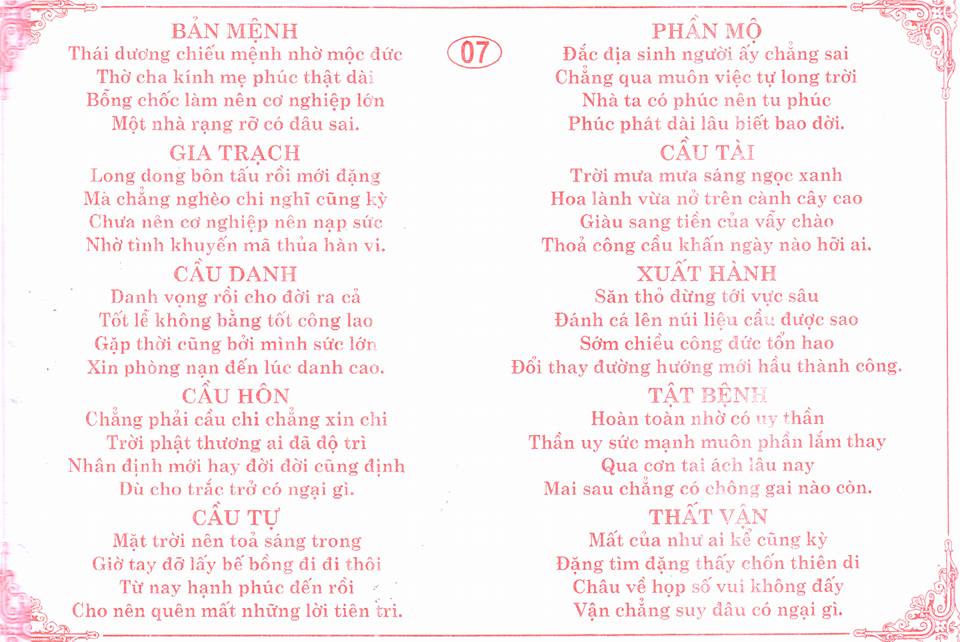 BẢN MỆNH
Thái dương chiếu mệnh nhờ mộc đức
Thờ cha kính mẹ phúc thật dài
Bỗng chốc làm nên cơ nghiệp lớn
Một nhà rạng rỡ có đâu sai.
GIA TRẠCH
Long dong bôn tấu rồi mới đặng
Mà chẳng nghèo chi nghĩ cũng kỳ
Chưa nên cơ nghiệp nên nạp sức
Nhờ tình khuyển mã thủa hàn vi.
CẦU DANH
Danh vọng rồi cho đời ra cả
Tốt lễ không bằng tốt công lao
Gặp thời cũng bởi mình sức lớn
Xin phòng nạn đến lúc danh cao.
CẦU HÔN
Chẳng phải cầu chi chẳng xin chi
Trời phật thương ai đã độ trì
Nhân định mới hay đời đời cũng định
Dù cho trắc trở có ngại gì.
CẦU TỰ
Mặt trời nên toả sáng trong
Giờ tay đỡ lấy bế bồng đi đi thôi
Từ nay hạnh phúc đến rồi
Cho nên quên mất những lời tiên tri.
07
PHẦN MỘ
Đắc địa sinh người ấy chẳng sai
Chẳng qua muôn việc tự long trời
Nhà ta có phúc nên tu phúc
Phúc phát dài lâu biết bao đời.
CẦU TÀI
Trời mưa mưa sáng ngọc xanh
Hoa lành vừa nở trên cành cây cao
Giàu sang tiền của vẫy chào
Thoả công cầu khấn ngày nào hỡi ai.
XUẤT HÀNH
Săn thỏ dừng tới vực sâu
Đánh cá lên núi liệu cầu được sao
Sớm chiều công đức tổn hao
Đổi thay đường hướng mới hầu thành công.
TẬT BỆNH
Hoàn toàn nhờ có uy thần
Thần uy sức mạnh muôn phần lắm thay
Qua cơn tai ách lâu nay
Mai sau chẳng có chông gai nào còn.
THẤT VẬN
Mất của như ai kể cũng kỳ
Đặng tìm đặng thấy chốn thiên di
Châu về họp số vui không đấy
Vận chẳng suy đâu có ngại gì.